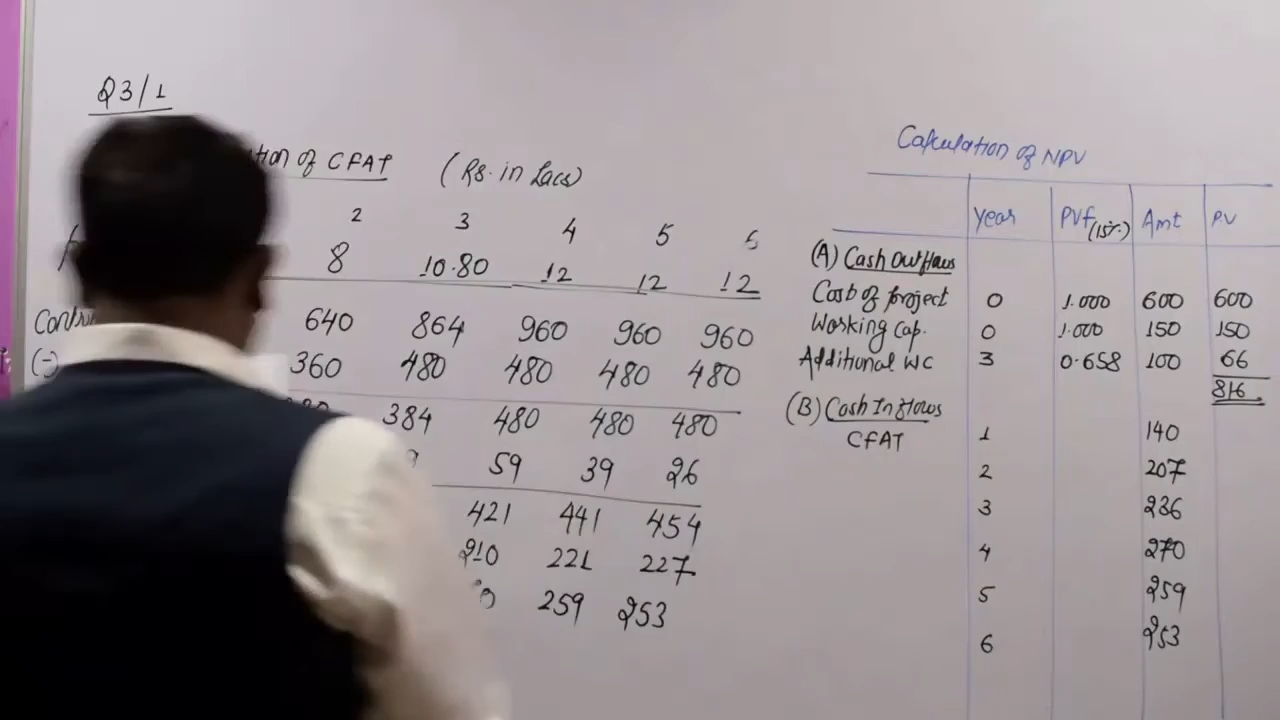 Q3/1
tion of CFAT (Rs. in Lacs)
2 3 4 5 6
8 10.80 12 12 12
640 864 960 960 960
(-) 360 480 480 480 480
384 480 480 480
59 39 26
421 441 454
210 221 227
259 253
Calculation of NPV
Year PVf(15%) Amt PV
(A) Cash Outflows
Cost of project 0 1.000 600 600
Working Cap. 0 1.000 150 150
Additional WC 3 0.658 100 66
816
(B) Cash Inflows
CFAT 1 140
2 207
3 236
4 270
5 259
6 253